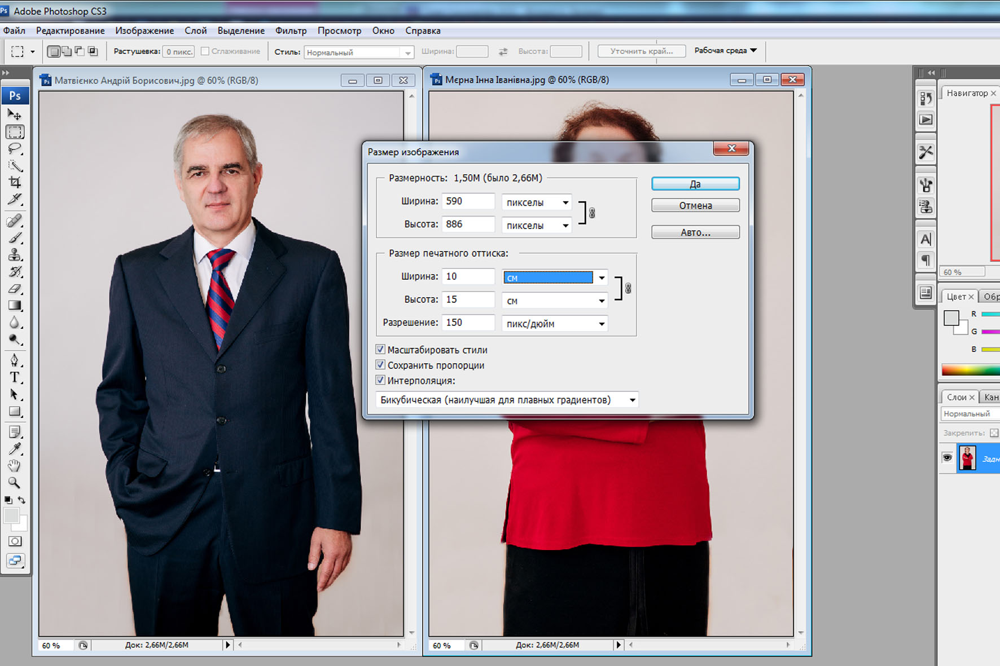 Ps Adobe Photoshop CS3
Файл Редактирование Изображение Слой Выделение Фильтр Просмотр Окно Справка
Растушевка: 0 пикс. Сглаживание Стиль: Нормальный Ширина: Высота: Уточнить край... Рабочая среда
Ps Матвієнко Андрій Борисович.jpg @ 60% (RGB/8)
Ps Мєрна Інна Іванівна.jpg @ 60% (RGB/8)
Ps
T
Размер изображения
Размерность: 1,50M (было 2,66M)
Ширина: 590 пикселы
Высота: 886 пикселы
Размер печатного оттиска:
Ширина: 10 см
Высота: 15 см
Разрешение: 150 пикс/дюйм
Масштабировать стили
Сохранить пропорции
Интерполяция:
Бикубическая (наилучшая для плавных градиентов)
Да
Отмена
Авто...
60 % Док: 2,66M/2,66M
60 % Док: 2,66M/2,66M
A
Навигатор
60 %
Цвет Обр
R
G
B
Слои Кан
Нормальный
Закрепить:
Задн